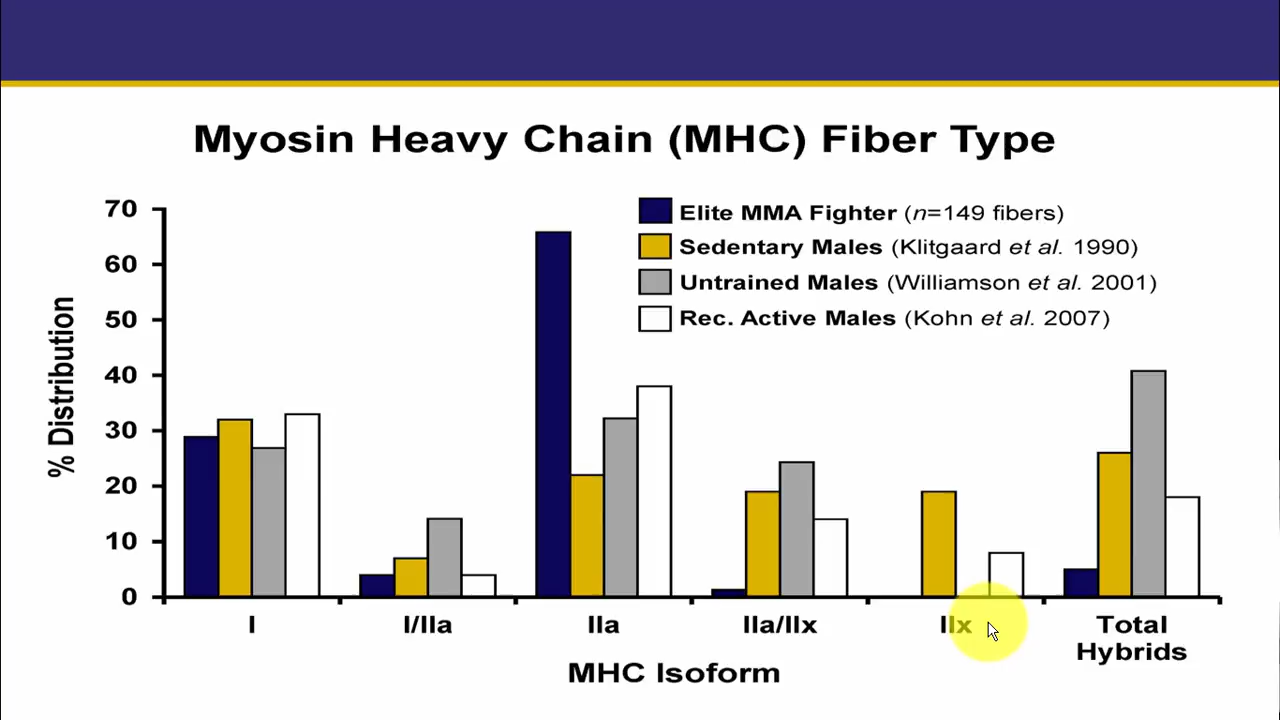 Myosin Heavy Chain (MHC) Fiber Type
Elite MMA Fighter (n=149 fibers)
Sedentary Males (Klitgaard et al. 1990)
Untrained Males (Williamson et al. 2001)
Rec. Active Males (Kohn et al. 2007)
% Distribution
70
60
50
40
30
20
10
0
I
I/IIa
IIa
IIa/IIx
IIx
Total
Hybrids
MHC Isoform